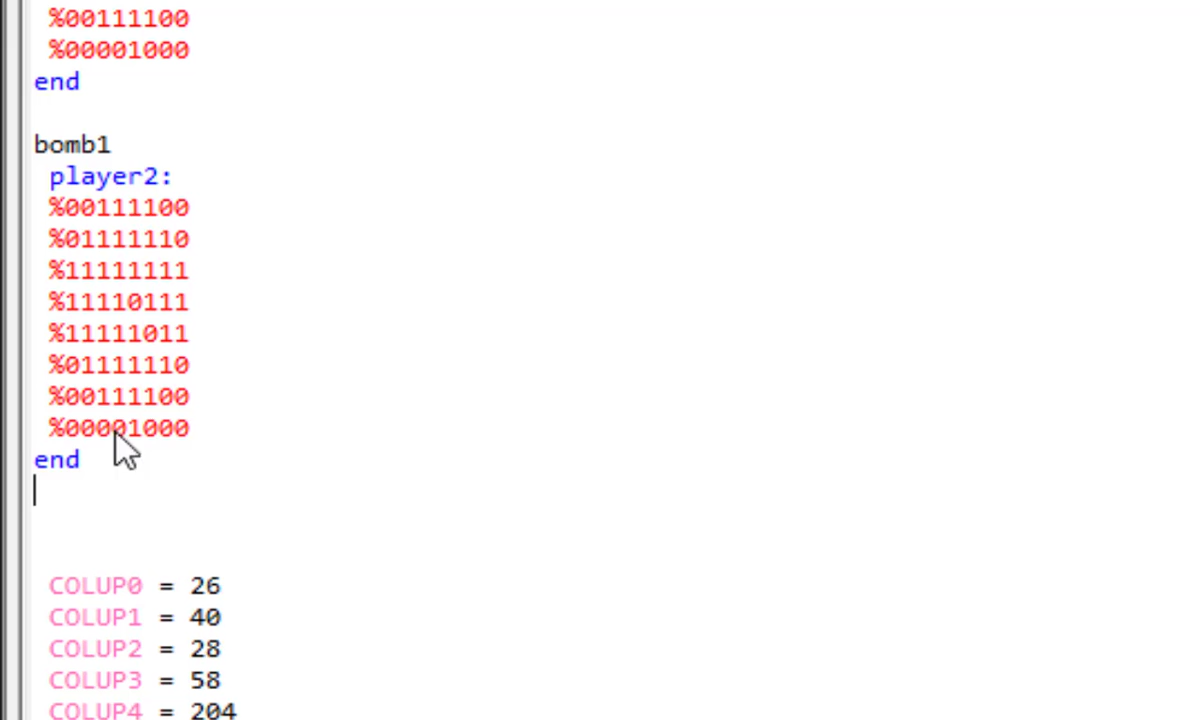 %00111100
%00001000
end
bomb1
player2:
%00111100
%01111110
%11111111
%11110111
%11111011
%01111110
%00111100
%00001000
end
COLUP0 = 26
COLUP1 = 40
COLUP2 = 28
COLUP3 = 58
COLUP4 = 204